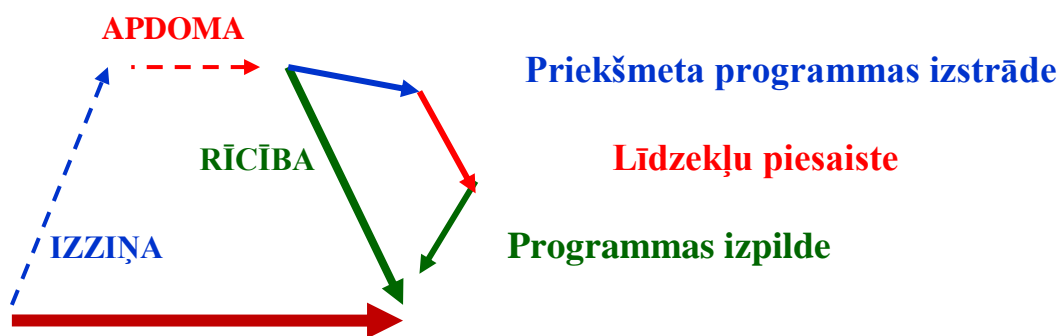 APDOMA
Priekšmeta programmas izstrāde
RĪCĪBA
Līdzekļu piesaiste
IZZIŅA
Programmas izpilde